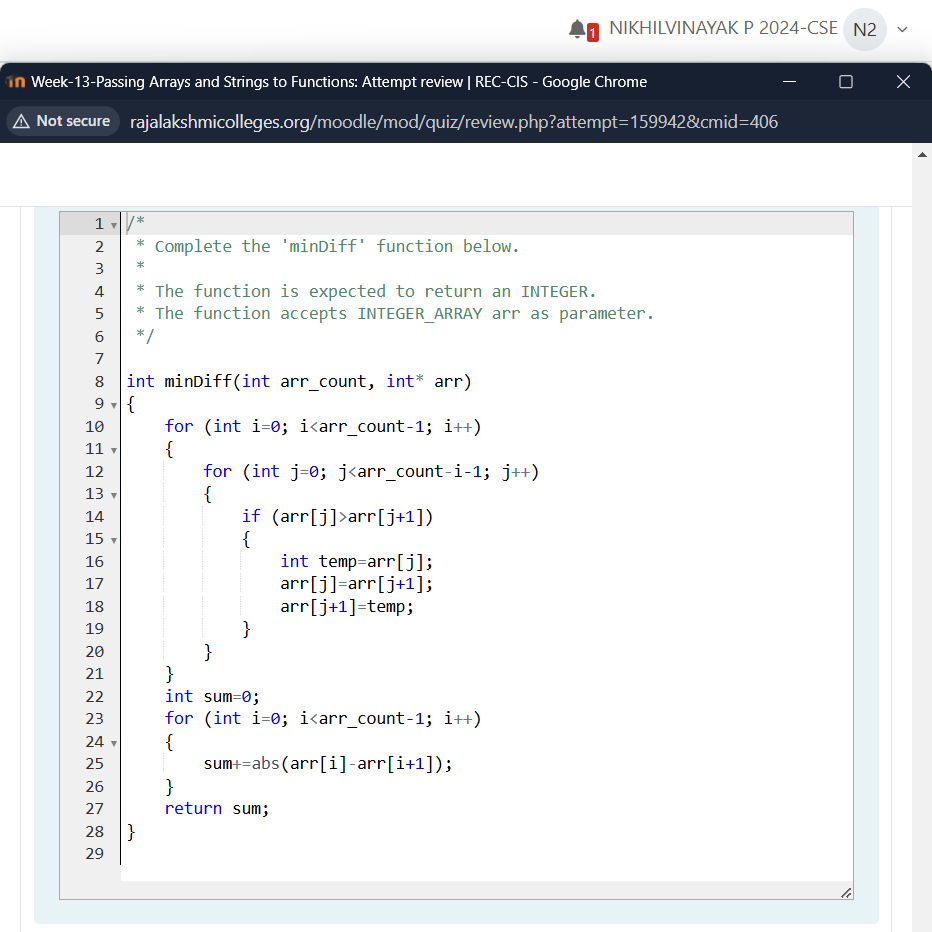 1 NIKHILVINAYAK P 2024-CSE N2
m Week-13-Passing Arrays and Strings to Functions: Attempt review | REC-CIS - Google Chrome
Not secure rajalakshmicolleges.org/moodle/mod/quiz/review.php?attempt=159942&cmid=406
1 /*
2  * Complete the 'minDiff' function below.
3  *
4  * The function is expected to return an INTEGER.
5  * The function accepts INTEGER_ARRAY arr as parameter.
6  */
7
8 int minDiff(int arr_count, int* arr)
9 {
10     for (int i=0; i<arr_count-1; i++)
11     {
12         for (int j=0; j<arr_count-i-1; j++)
13         {
14             if (arr[j]>arr[j+1])
15             {
16                 int temp=arr[j];
17                 arr[j]=arr[j+1];
18                 arr[j+1]=temp;
19             }
20         }
21     }
22     int sum=0;
23     for (int i=0; i<arr_count-1; i++)
24     {
25         sum+=abs(arr[i]-arr[i+1]);
26     }
27     return sum;
28 }
29